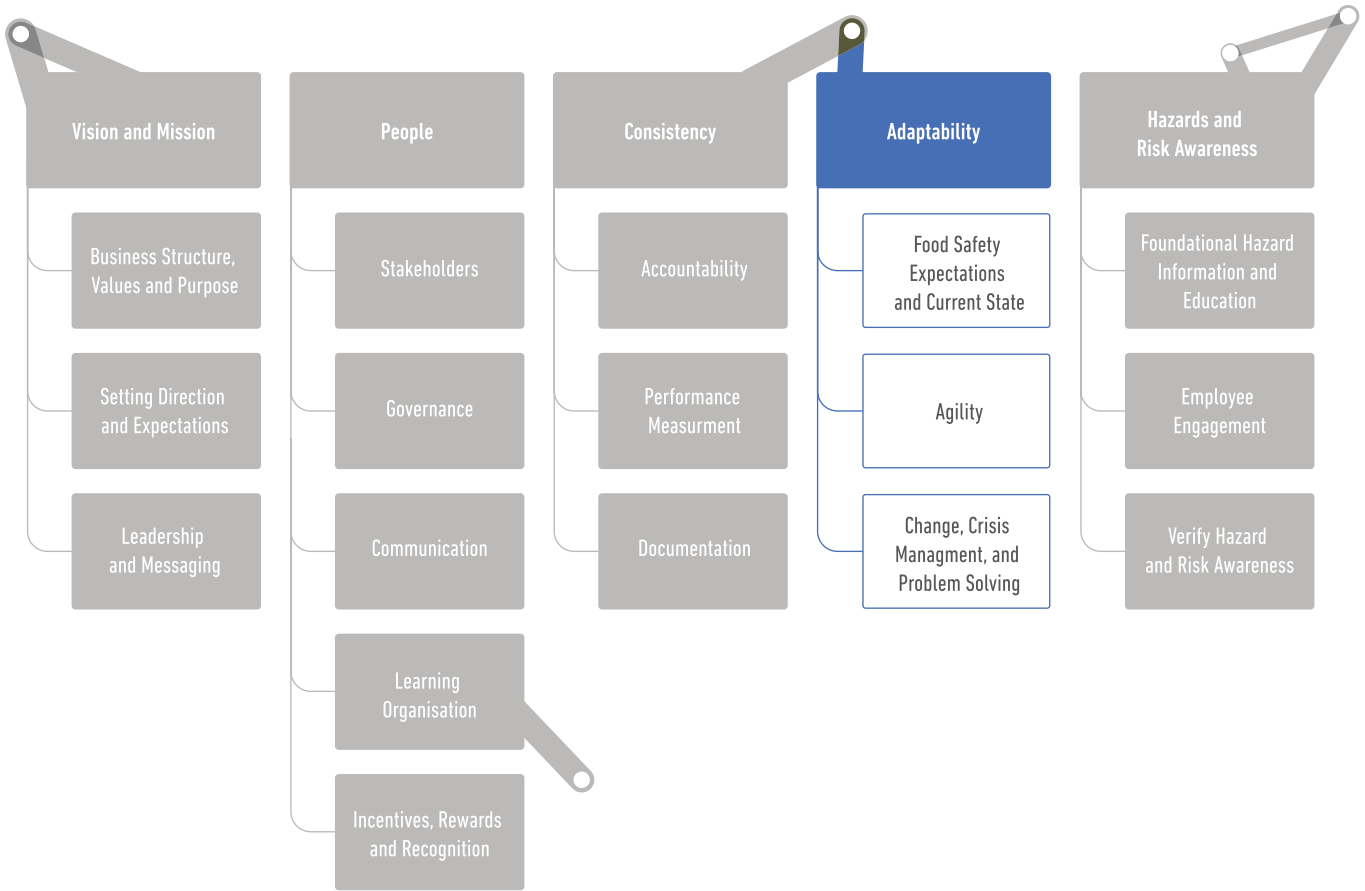 Vision and Mission
Business Structure,
Values and Purpose
Setting Direction
and Expectations
Leadership
and Messaging
People
Stakeholders
Governance
Communication
Learning
Organisation
Incentives, Rewards
and Recognition
Consistency
Accountability
Performance
Measurment
Documentation
Adaptability
Food Safety
Expectations
and Current State
Agility
Change, Crisis
Managment, and
Problem Solving
Hazards and
Risk Awareness
Foundational Hazard
Information and
Education
Employee
Engagement
Verify Hazard
and Risk Awareness